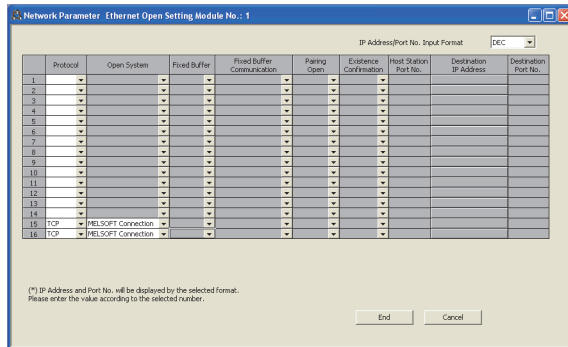 Network Parameter Ethernet Open Setting Module No.: 1
IP Address/Port No. Input Format DEC
Protocol Open System Fixed Buffer Fixed Buffer Communication Pairing Open Existence Confirmation Host Station Port No. Destination IP Address Destination Port No.
1
2
3
4
5
6
7
8
9
10
11
12
13
14
15 TCP MELSOFT Connection
16 TCP MELSOFT Connection
(*) IP Address and Port No. will be displayed by the selected format.
Please enter the value according to the selected number.
End Cancel